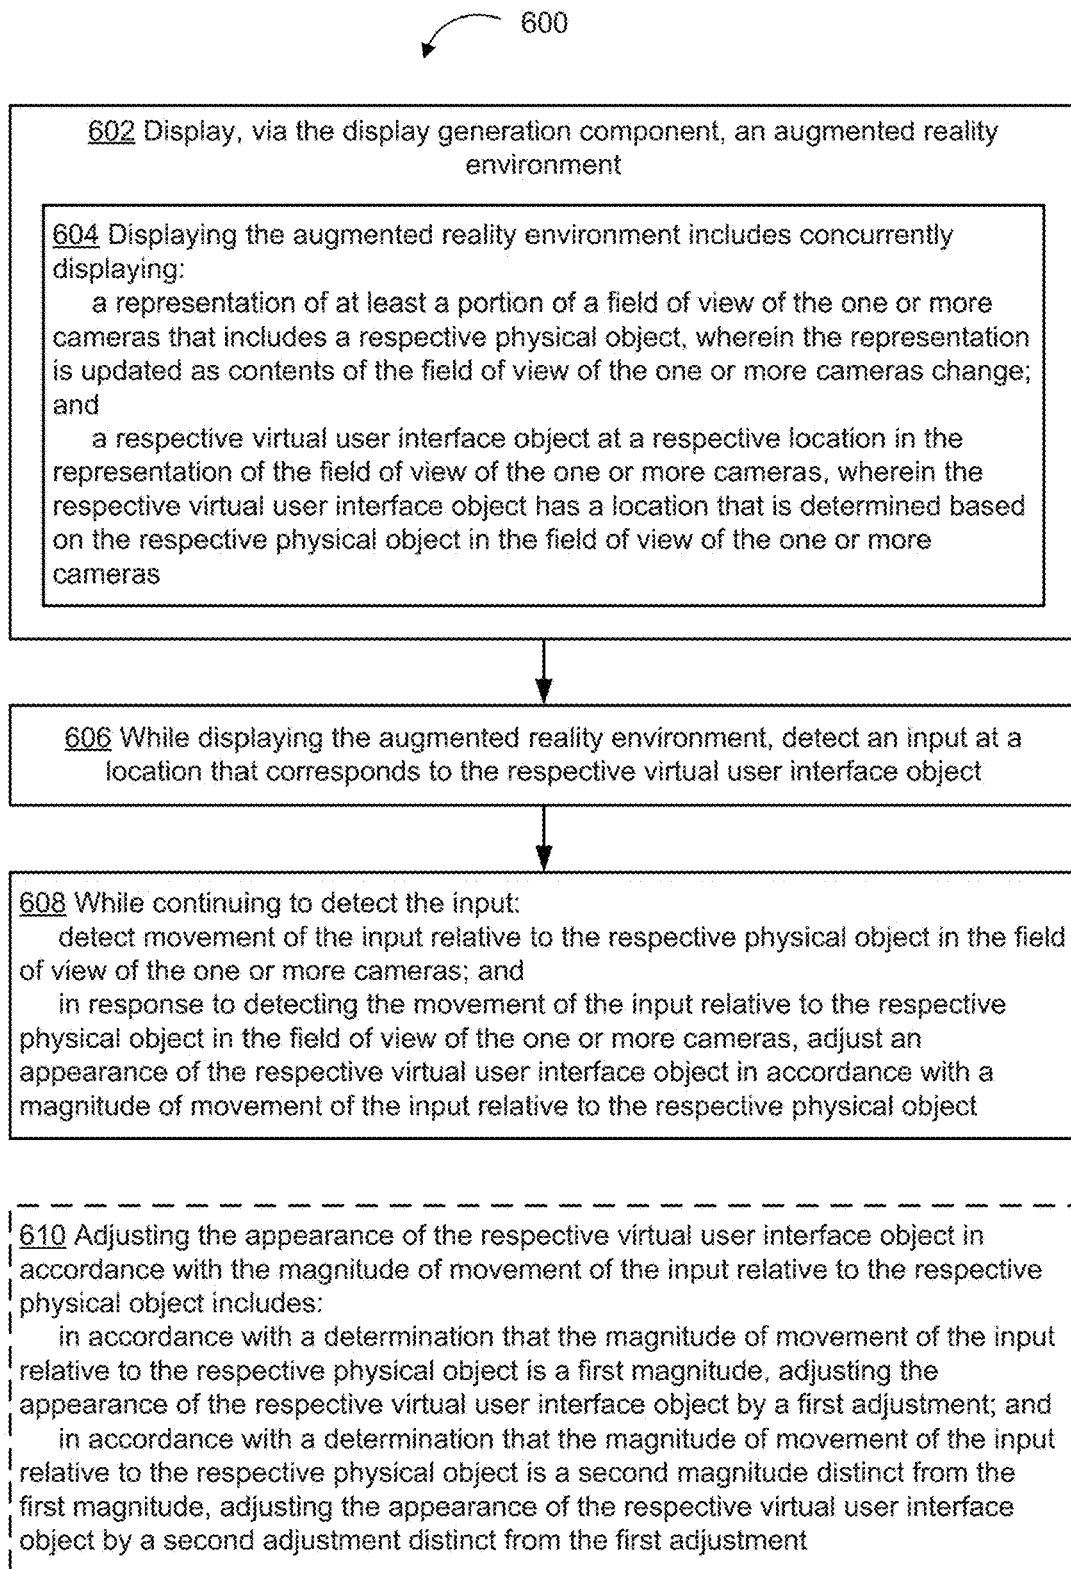 600
602 Display, via the display generation component, an augmented reality
environment
604 Displaying the augmented reality environment includes concurrently
displaying:
a representation of at least a portion of a field of view of the one or more
cameras that includes a respective physical object, wherein the representation
is updated as contents of the field of view of the one or more cameras change;
and
a respective virtual user interface object at a respective location in the
representation of the field of view of the one or more cameras, wherein the
respective virtual user interface object has a location that is determined based
on the respective physical object in the field of view of the one or more
cameras
606 While displaying the augmented reality environment, detect an input at a
location that corresponds to the respective virtual user interface object
608 While continuing to detect the input:
detect movement of the input relative to the respective physical object in the field
of view of the one or more cameras; and
in response to detecting the movement of the input relative to the respective
physical object in the field of view of the one or more cameras, adjust an
appearance of the respective virtual user interface object in accordance with a
magnitude of movement of the input relative to the respective physical object
610 Adjusting the appearance of the respective virtual user interface object in
accordance with the magnitude of movement of the input relative to the respective
physical object includes:
in accordance with a determination that the magnitude of movement of the input
relative to the respective physical object is a first magnitude, adjusting the
appearance of the respective virtual user interface object by a first adjustment; and
in accordance with a determination that the magnitude of movement of the input
relative to the respective physical object is a second magnitude distinct from the
first magnitude, adjusting the appearance of the respective virtual user interface
object by a second adjustment distinct from the first adjustment